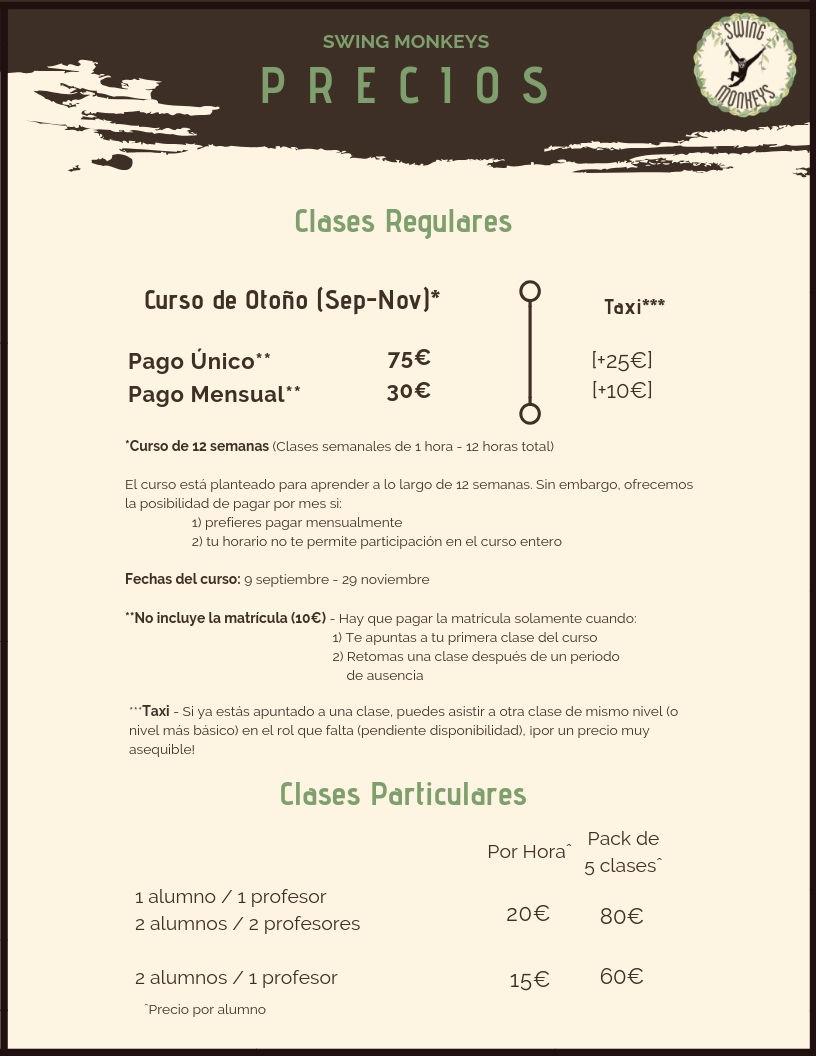 SWING MONKEYS
PRECIOS
SWING
MONKEYS
Clases Regulares
Curso de Otoño (Sep-Nov)*
Taxi***
Pago Único** 75€ [+25€]
Pago Mensual** 30€ [+10€]
*Curso de 12 semanas (Clases semanales de 1 hora - 12 horas total)
El curso está planteado para aprender a lo largo de 12 semanas. Sin embargo, ofrecemos
la posibilidad de pagar por mes si:
1) prefieres pagar mensualmente
2) tu horario no te permite participación en el curso entero
Fechas del curso: 9 septiembre - 29 noviembre
**No incluye la matrícula (10€) - Hay que pagar la matrícula solamente cuando:
1) Te apuntas a tu primera clase del curso
2) Retomas una clase después de un periodo
de ausencia
***Taxi - Si ya estás apuntado a una clase, puedes asistir a otra clase de mismo nivel (o
nivel más básico) en el rol que falta (pendiente disponibilidad), ¡por un precio muy
asequible!
Clases Particulares
Por Horaˆ
Pack de
5 clasesˆ
1 alumno / 1 profesor
2 alumnos / 2 profesores
20€ 80€
2 alumnos / 1 profesor 15€ 60€
ˆPrecio por alumno